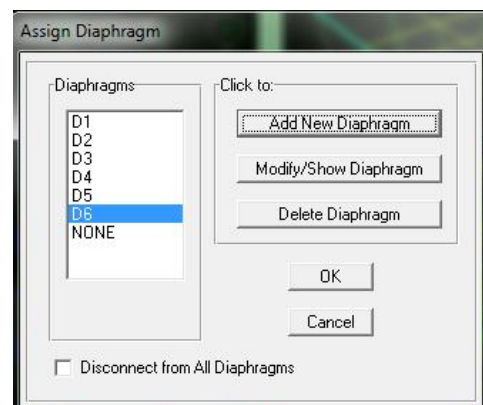 Assign Diaphragm
Diaphragms
D1
D2
D3
D4
D5
D6
NONE
Click to:
Add New Diaphragm
Modify/Show Diaphragm
Delete Diaphragm
OK
Cancel
Disconnect from All Diaphragms